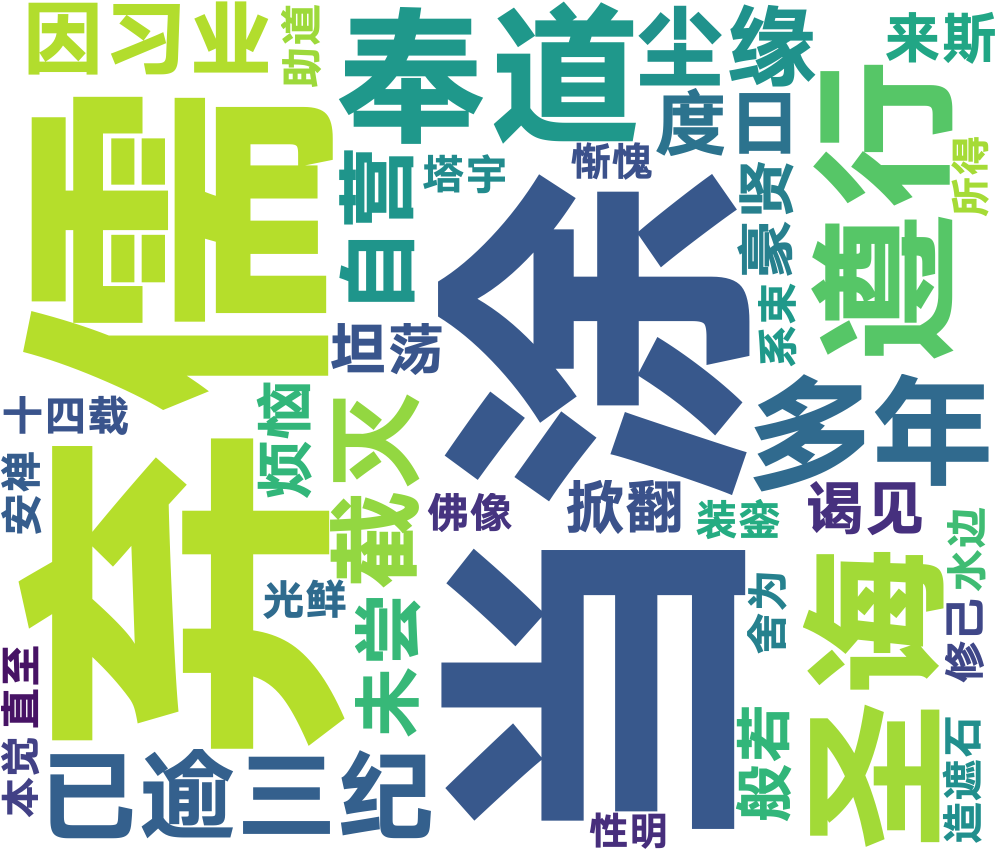 因习业
助道
奉道
尘缘
来斯
弃儒
度日
自营
塔宇
惭愧
豪贤
遵行
所得
当涂
系束
坦荡
十四载
烦恼
截灭
多年
安禅
佛像
掀翻
装銮
谒见
水边
光鲜
未尝
舍为
圣诲
修己
直至
本觉
已逾三纪
般若
造遮石
性明